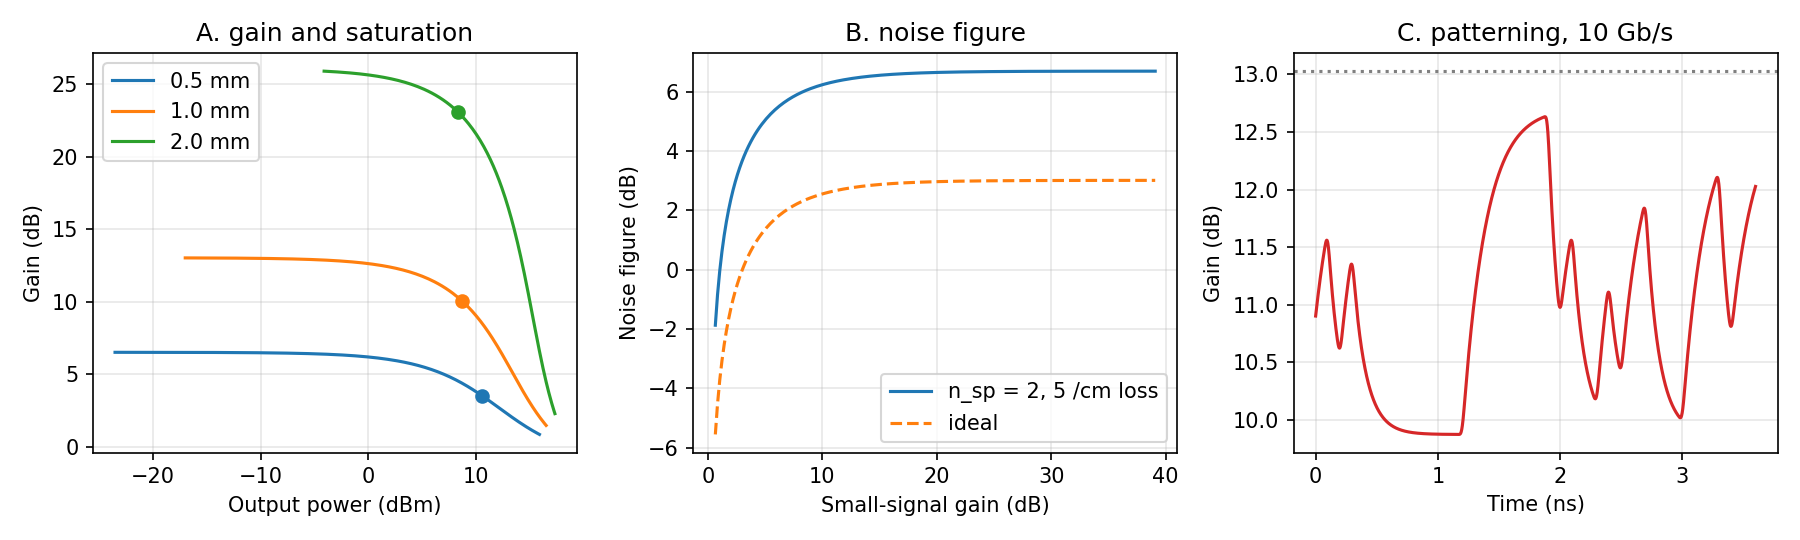 A. gain and saturation
25
20
15
10
5
0
Gain (dB)
0.5 mm
1.0 mm
2.0 mm
−20
−10
0
10
Output power (dBm)
B. noise figure
6
4
2
0
−2
−4
−6
Noise figure (dB)
n_sp = 2, 5 /cm loss
ideal
0
10
20
30
40
Small-signal gain (dB)
C. patterning, 10 Gb/s
13.0
12.5
12.0
11.5
11.0
10.5
10.0
Gain (dB)
0
1
2
3
Time (ns)